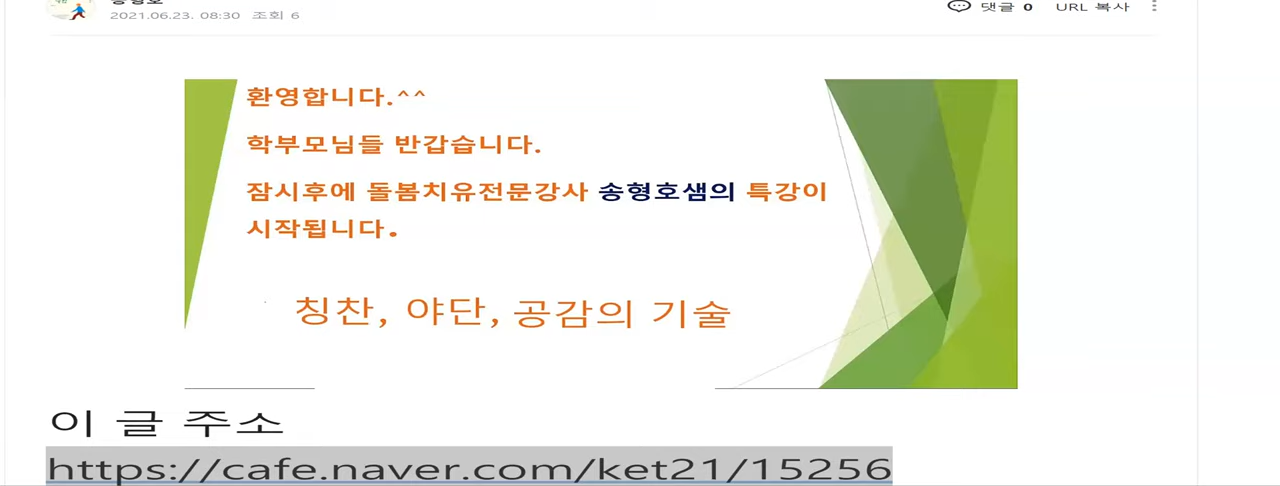 2021.06.23. 08:30 조회 6
댓글 0 URL 복사
환영합니다.^^
학부모님들 반갑습니다.
잠시후에 돌봄치유전문강사 송형호샘의 특강이
시작됩니다.
칭찬, 야단, 공감의 기술
이 글 주소
https://cafe.naver.com/ket21/15256